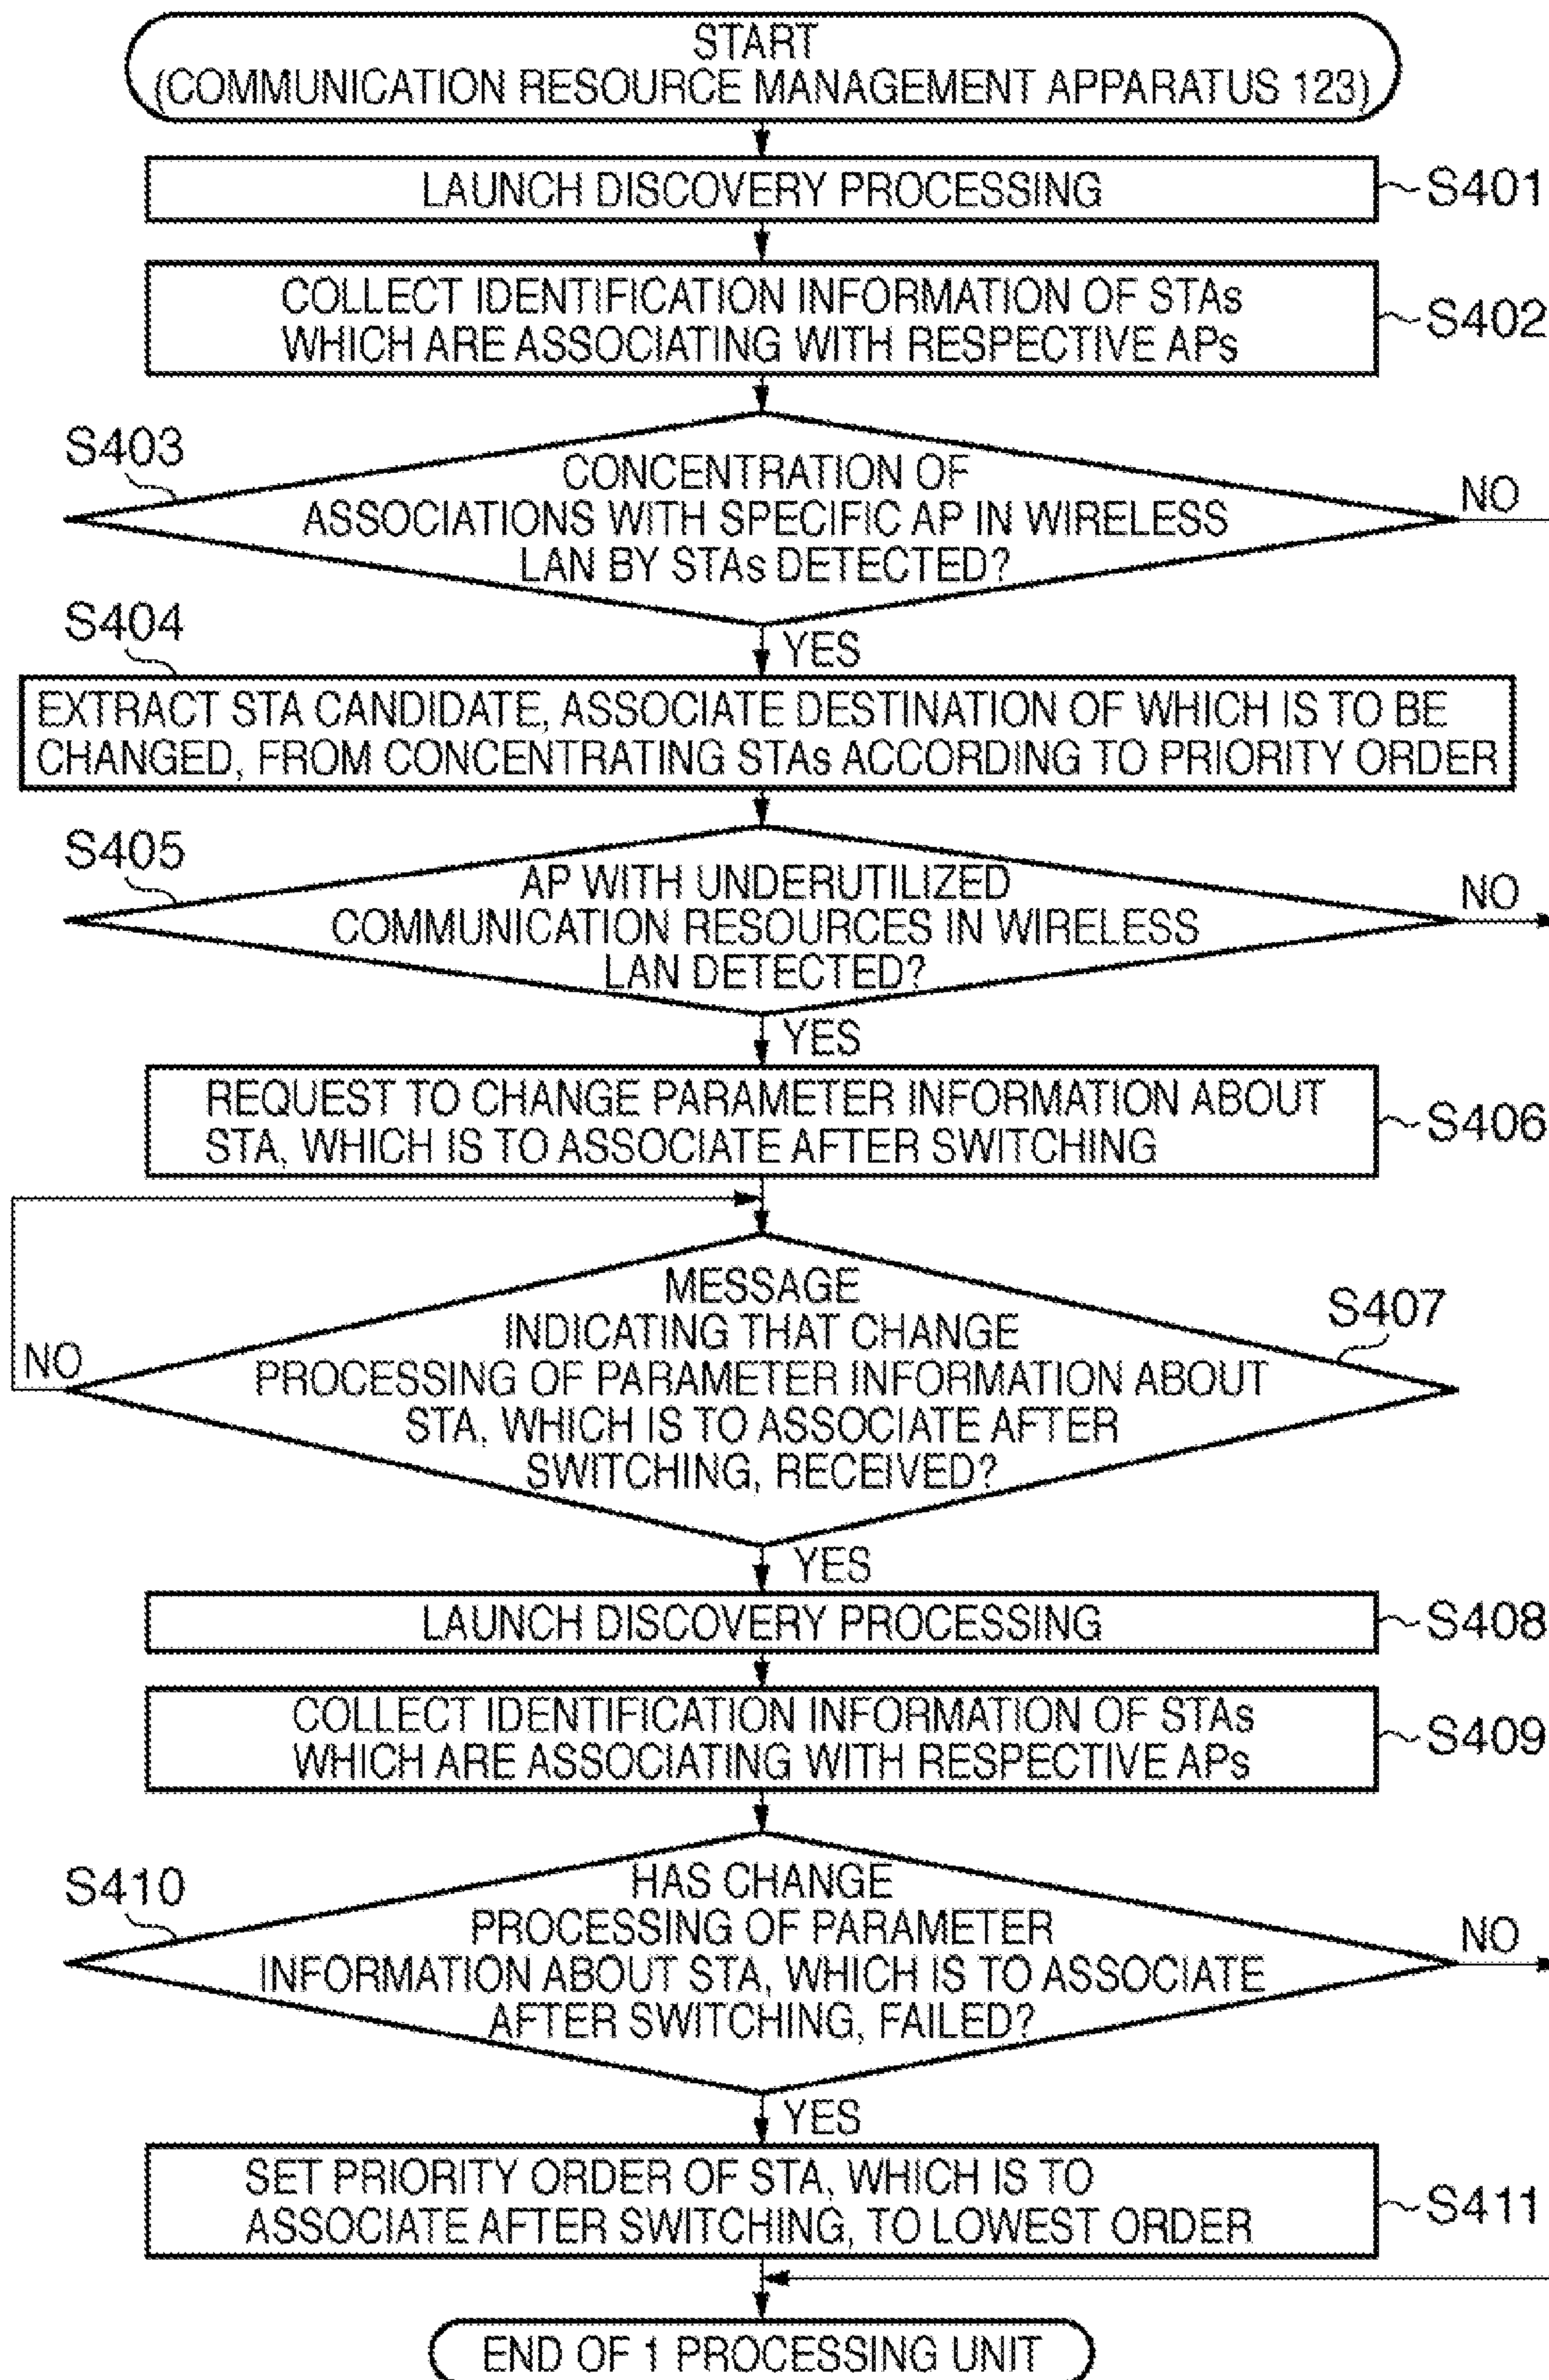 START
(COMMUNICATION RESOURCE MANAGEMENT APPARATUS 123)
LAUNCH DISCOVERY PROCESSING
S401
COLLECT IDENTIFICATION INFORMATION OF STAs
WHICH ARE ASSOCIATING WITH RESPECTIVE APs
S402
S403
CONCENTRATION OF
ASSOCIATIONS WITH SPECIFIC AP IN WIRELESS
LAN BY STAs DETECTED?
NO
YES
S404
EXTRACT STA CANDIDATE, ASSOCIATE DESTINATION OF WHICH IS TO BE
CHANGED, FROM CONCENTRATING STAs ACCORDING TO PRIORITY ORDER
S405
AP WITH UNDERUTILIZED
COMMUNICATION RESOURCES IN WIRELESS
LAN DETECTED?
NO
YES
REQUEST TO CHANGE PARAMETER INFORMATION ABOUT
STA, WHICH IS TO ASSOCIATE AFTER SWITCHING
S406
MESSAGE
INDICATING THAT CHANGE
PROCESSING OF PARAMETER INFORMATION ABOUT
STA, WHICH IS TO ASSOCIATE AFTER
SWITCHING, RECEIVED?
S407
NO
YES
LAUNCH DISCOVERY PROCESSING
S408
COLLECT IDENTIFICATION INFORMATION OF STAs
WHICH ARE ASSOCIATING WITH RESPECTIVE APs
S409
S410
HAS CHANGE
PROCESSING OF PARAMETER
INFORMATION ABOUT STA, WHICH IS TO ASSOCIATE
AFTER SWITCHING, FAILED?
NO
YES
SET PRIORITY ORDER OF STA, WHICH IS TO
ASSOCIATE AFTER SWITCHING, TO LOWEST ORDER
S411
END OF 1 PROCESSING UNIT